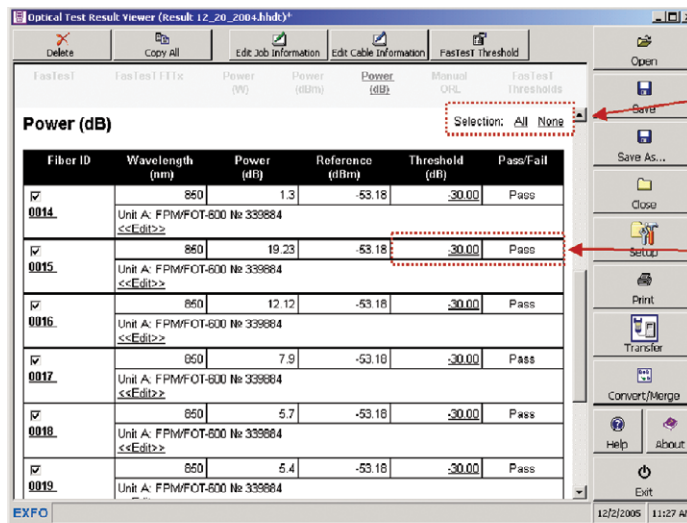 Optical Test Result Viewer (Result 12_20_2004.hhdt)*
Delete
Copy All
Edit Job Information
Edit Cable Information
FasTesT Threshold
Open
Save
Save As...
Close
Setup
Print
Transfer
Convert/Merge
Help
About
Exit
FasTesT
FasTesT FTTx
Power (W)
Power (dBm)
Power (dB)
Manual ORL
FasTesT Thresholds
Power (dB)
Selection: All None
Fiber ID Wavelength (nm) Power (dB) Reference (dBm) Threshold (dB) Pass/Fail
0014 850 1.3 -53.18 -30.00 Pass
Unit A: FPM/FOT-600 № 339884
<<Edit>>
0015 850 19.23 -53.18 -30.00 Pass
Unit A: FPM/FOT-600 № 339884
<<Edit>>
0016 850 12.12 -53.18 -30.00 Pass
Unit A: FPM/FOT-600 № 339884
<<Edit>>
0017 850 7.9 -53.18 -30.00 Pass
Unit A: FPM/FOT-600 № 339884
<<Edit>>
0018 850 5.7 -53.18 -30.00 Pass
Unit A: FPM/FOT-600 № 339884
<<Edit>>
0019 850 5.4 -53.18 -30.00 Pass
Unit A: FPM/FOT-600 № 339884
EXFO
12/2/2005 11:27